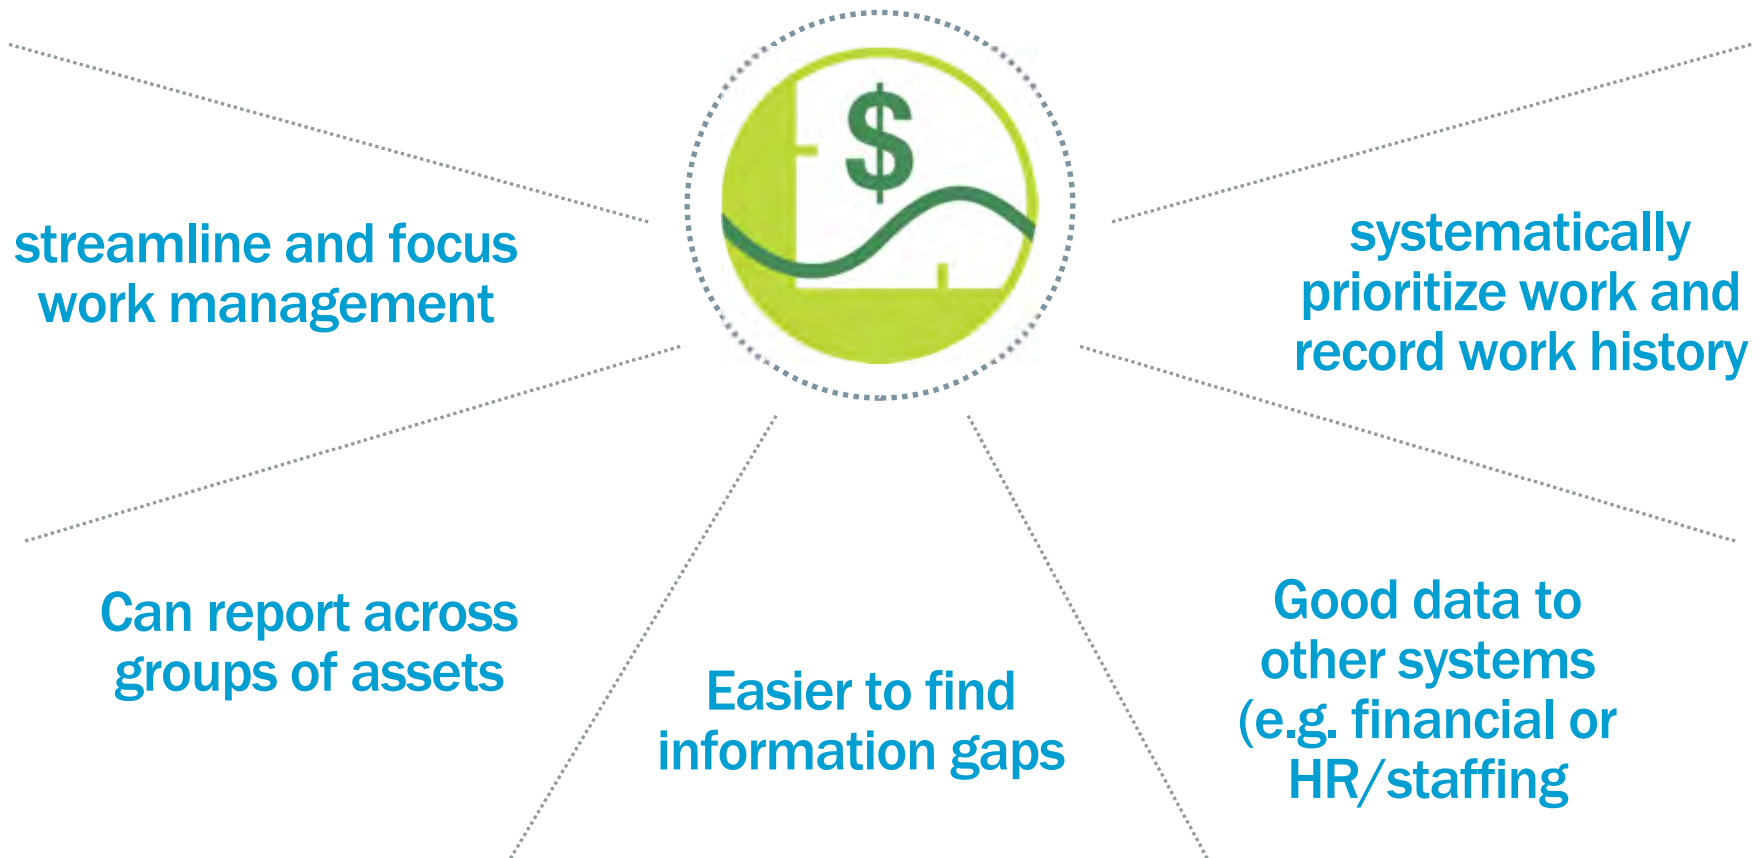 $
streamline and focus
work management
systematically
prioritize work and
record work history
Can report across
groups of assets
Easier to find
information gaps
Good data to
other systems
(e.g. financial or
HR/staffing